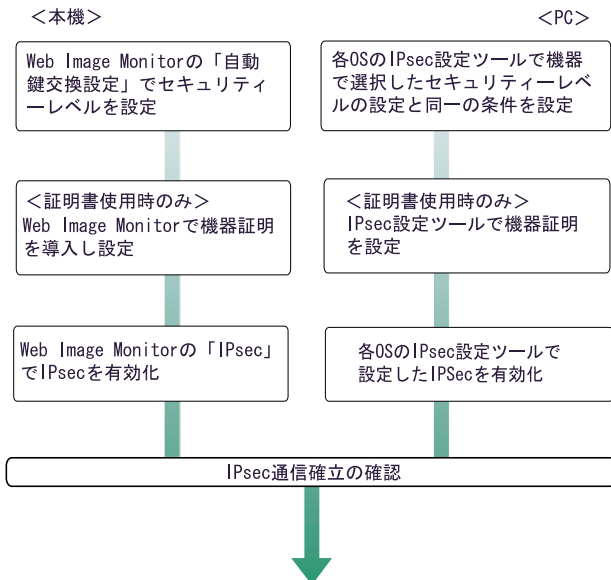 <本機>
Web Image Monitorの「自動
鍵交換設定」でセキュリティ
ーレベルを設定
<証明書使用時のみ>
Web Image Monitorで機器証明
を導入し設定
Web Image Monitorの「IPsec」
でIPsecを有効化
<PC>
各OSのIPsec設定ツールで機器
で選択したセキュリティーレベ
ルの設定と同一の条件を設定
<証明書使用時のみ>
IPsec設定ツールで機器証明
を設定
各OSのIPsec設定ツールで
設定したIPSecを有効化
IPsec通信確立の確認